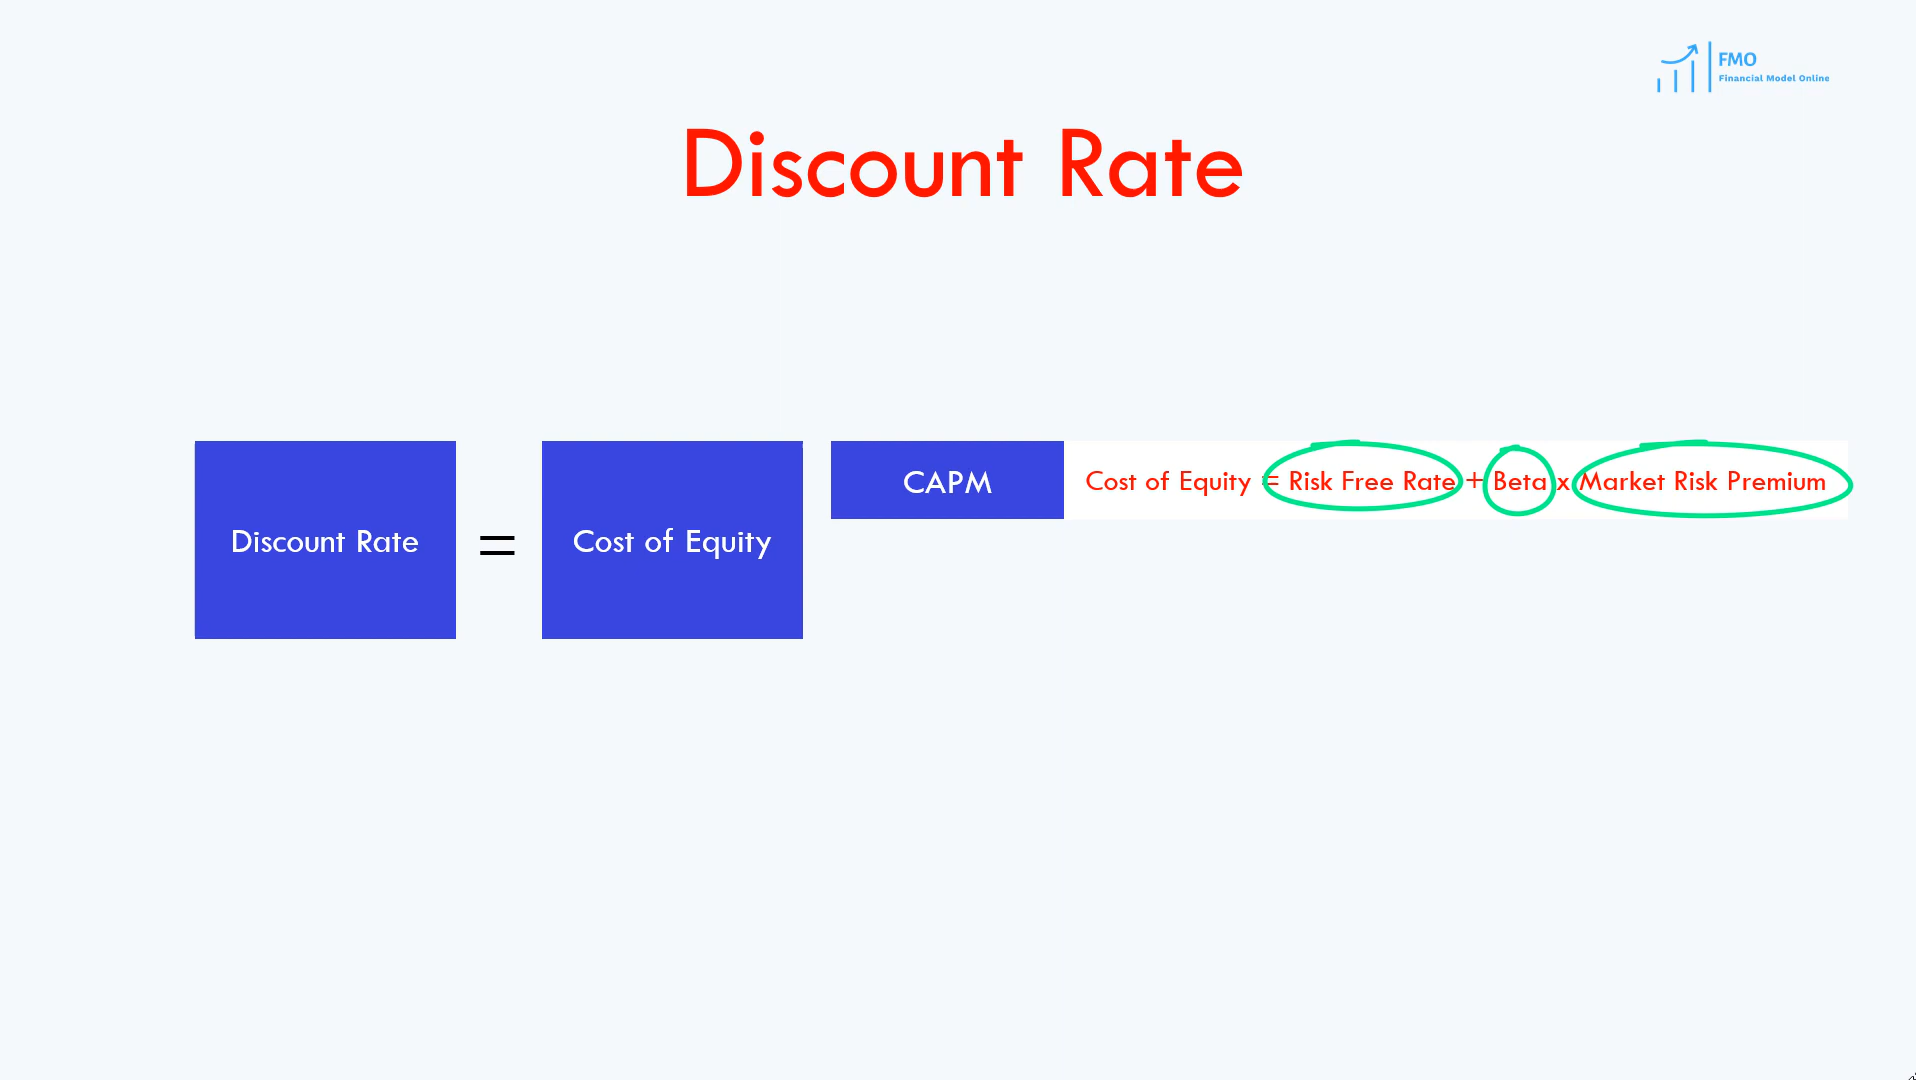 FMO
Financial Model Online
Discount Rate
Discount Rate
=
Cost of Equity
CAPM
Cost of Equity = Risk Free Rate + Beta x Market Risk Premium